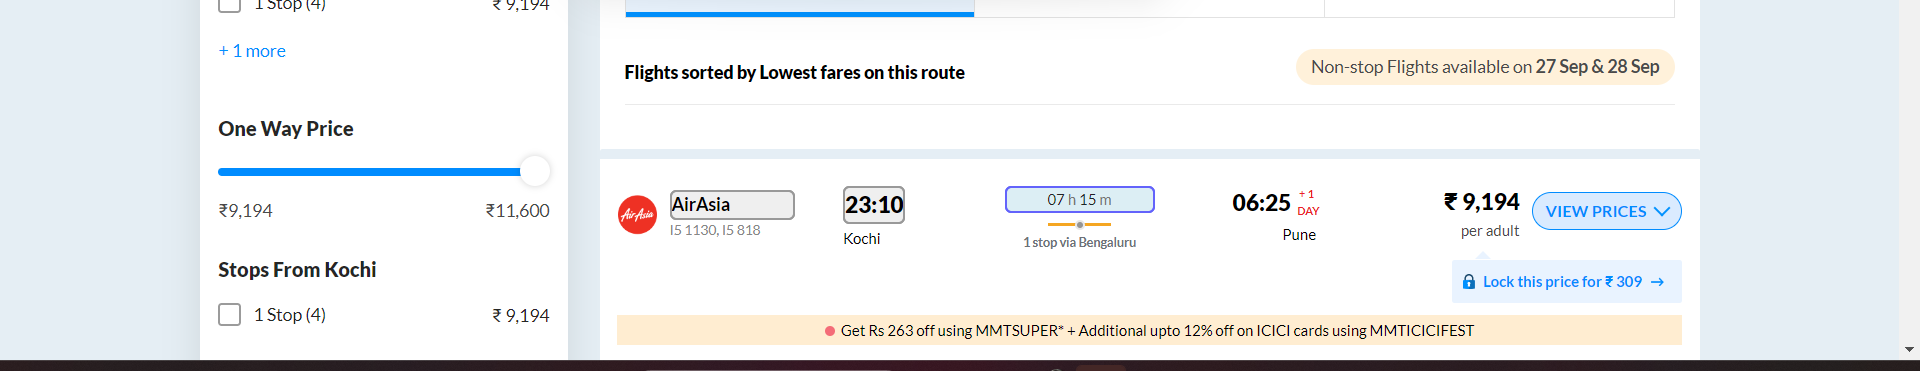 1 Stop (4) ₹ 9,194
+ 1 more
One Way Price
₹9,194 ₹11,600
Stops From Kochi
1 Stop (4) ₹ 9,194
Flights sorted by Lowest fares on this route
Non-stop Flights available on 27 Sep & 28 Sep
AirAsia
AirAsia
I5 1130, I5 818
23:10
Kochi
07 h 15 m
1 stop via Bengaluru
06:25 + 1
DAY
Pune
₹ 9,194
per adult
VIEW PRICES
Lock this price for ₹ 309 →
Get Rs 263 off using MMTSUPER* + Additional upto 12% off on ICICI cards using MMTICICIFEST